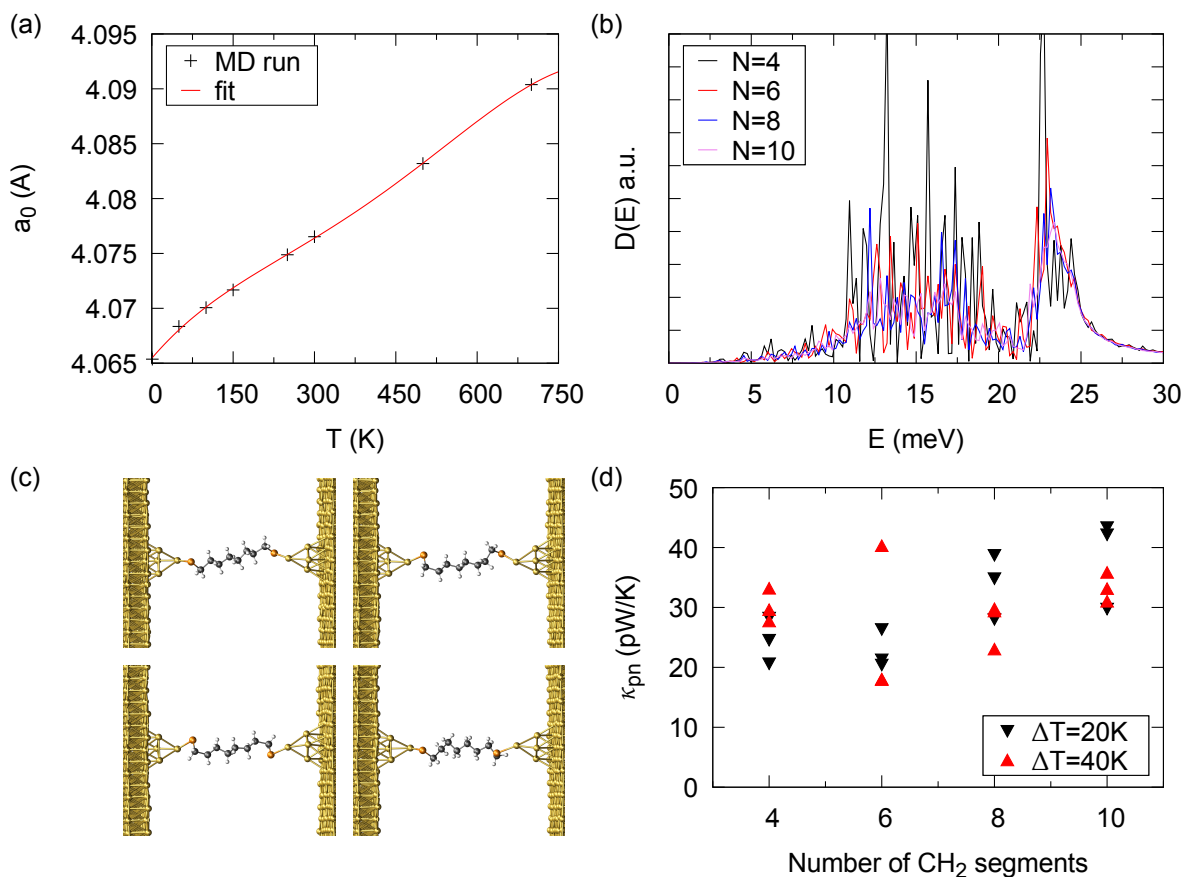 (a)
4.095
4.09
4.085
4.08
4.075
4.07
4.065
a₀ (A)
MD run
fit
0 150 300 450 600 750
T (K)
(b)
D(E) a.u.
N=4
N=6
N=8
N=10
0 5 10 15 20 25 30
E (meV)
(c)
(d)
50
40
30
20
10
0
κpn (pW/K)
ΔT=20K
ΔT=40K
4 6 8 10
Number of CH₂ segments